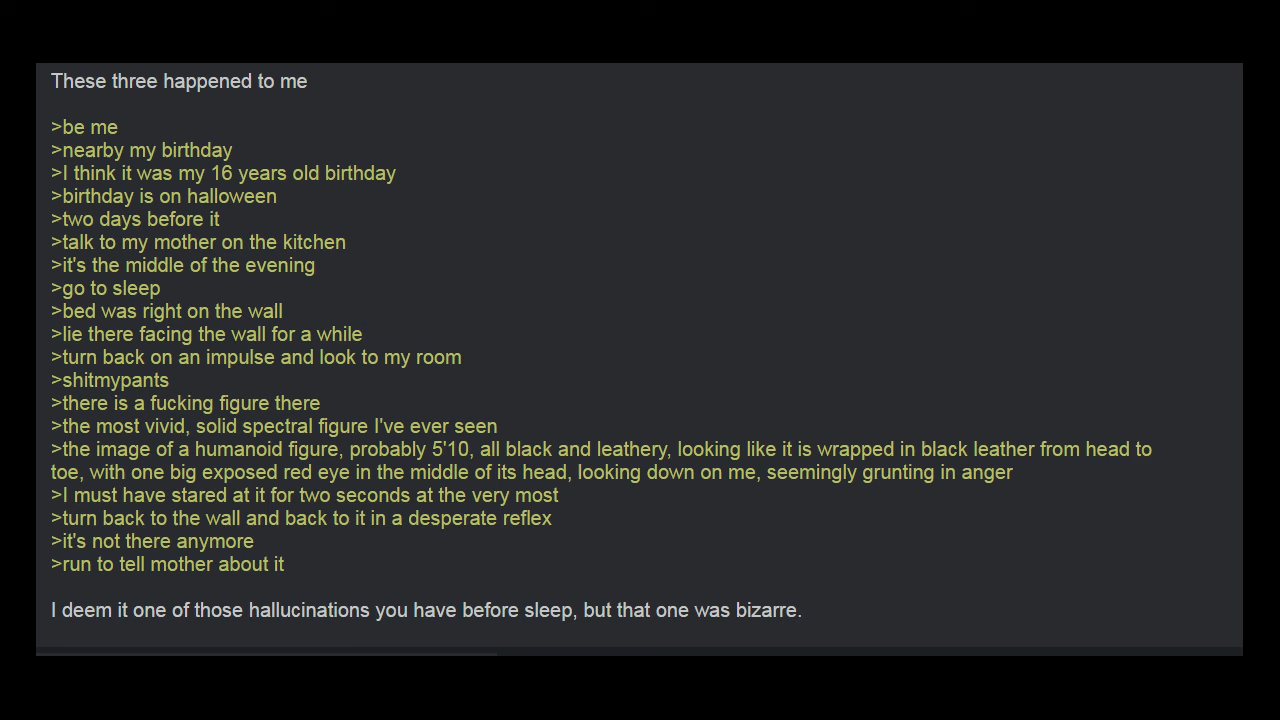 These three happened to me
>be me
>nearby my birthday
>I think it was my 16 years old birthday
>birthday is on halloween
>two days before it
>talk to my mother on the kitchen
>it's the middle of the evening
>go to sleep
>bed was right on the wall
>lie there facing the wall for a while
>turn back on an impulse and look to my room
>shitmypants
>there is a fucking figure there
>the most vivid, solid spectral figure I've ever seen
>the image of a humanoid figure, probably 5'10, all black and leathery, looking like it is wrapped in black leather from head to
toe, with one big exposed red eye in the middle of its head, looking down on me, seemingly grunting in anger
>I must have stared at it for two seconds at the very most
>turn back to the wall and back to it in a desperate reflex
>it's not there anymore
>run to tell mother about it
I deem it one of those hallucinations you have before sleep, but that one was bizarre.